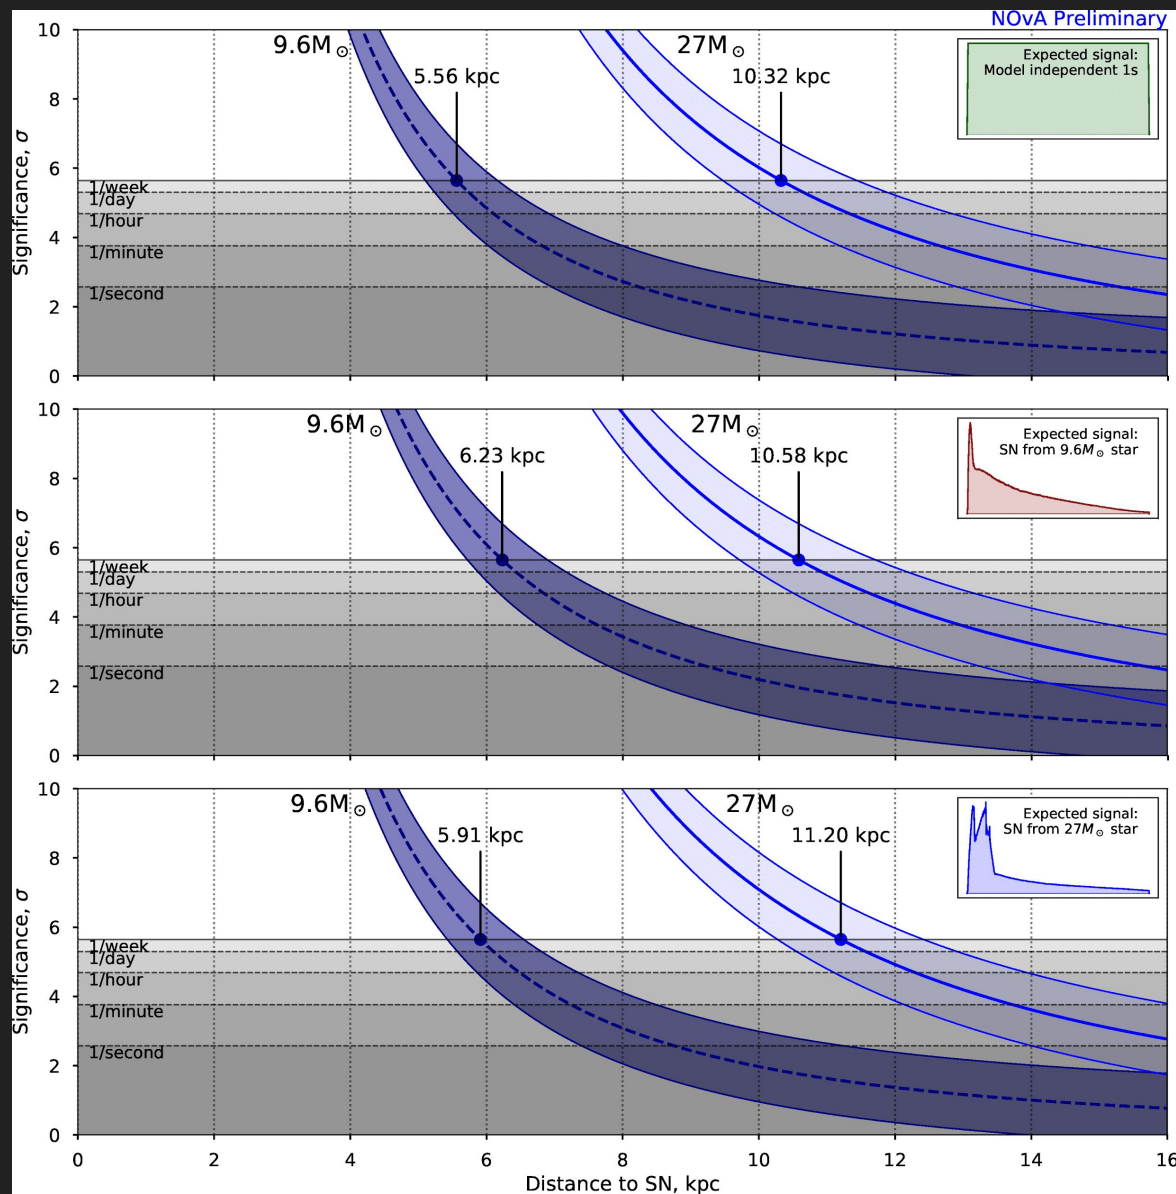 NOvA Preliminary
10
8
6
4
2
0
Significance, σ
9.6M⊙
27M⊙
5.56 kpc
10.32 kpc
Expected signal:
Model independent 1s
1/week
1/day
1/hour
1/minute
1/second
10
8
6
4
2
0
Significance, σ
9.6M⊙
27M⊙
6.23 kpc
10.58 kpc
Expected signal:
SN from 9.6M⊙ star
1/week
1/day
1/hour
1/minute
1/second
10
8
6
4
2
0
Significance, σ
9.6M⊙
27M⊙
5.91 kpc
11.20 kpc
Expected signal:
SN from 27M⊙ star
1/week
1/day
1/hour
1/minute
1/second
0 2 4 6 8 10 12 14 16
Distance to SN, kpc